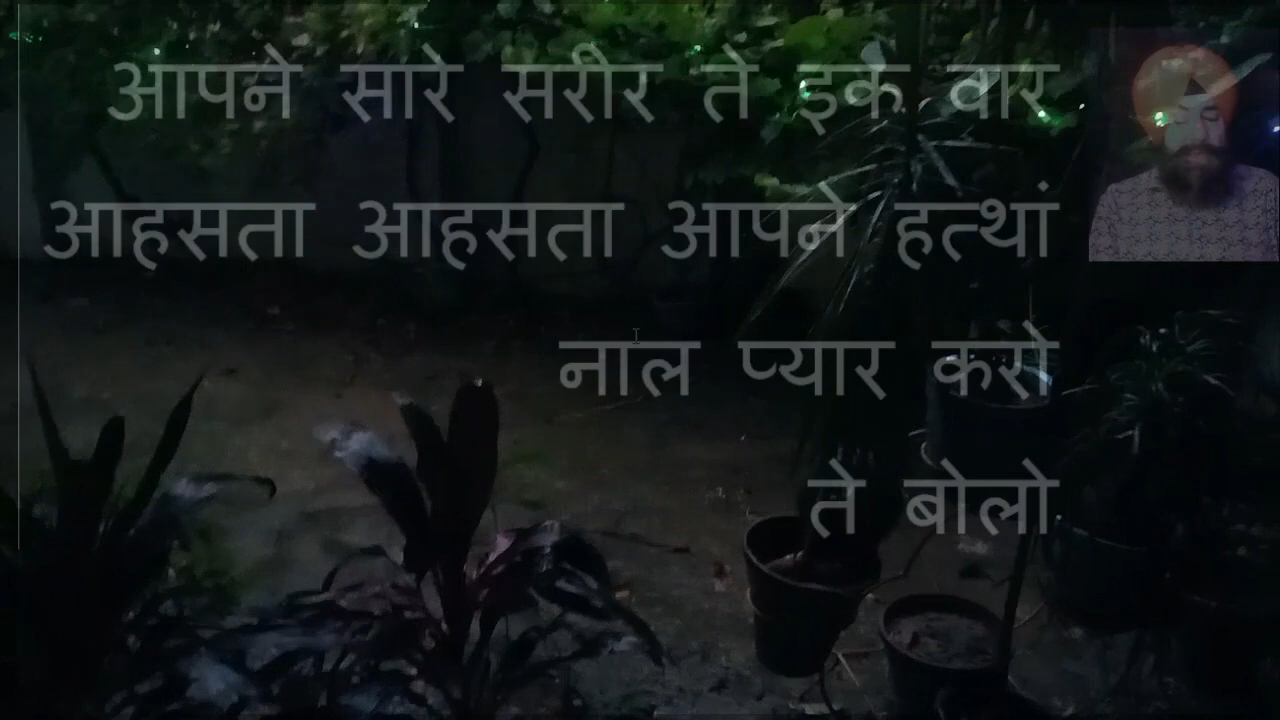 आपने सारे सरीर ते इक वार
आहसता आहसता आपने हत्थां
नाल प्यार करो
ते बोलो